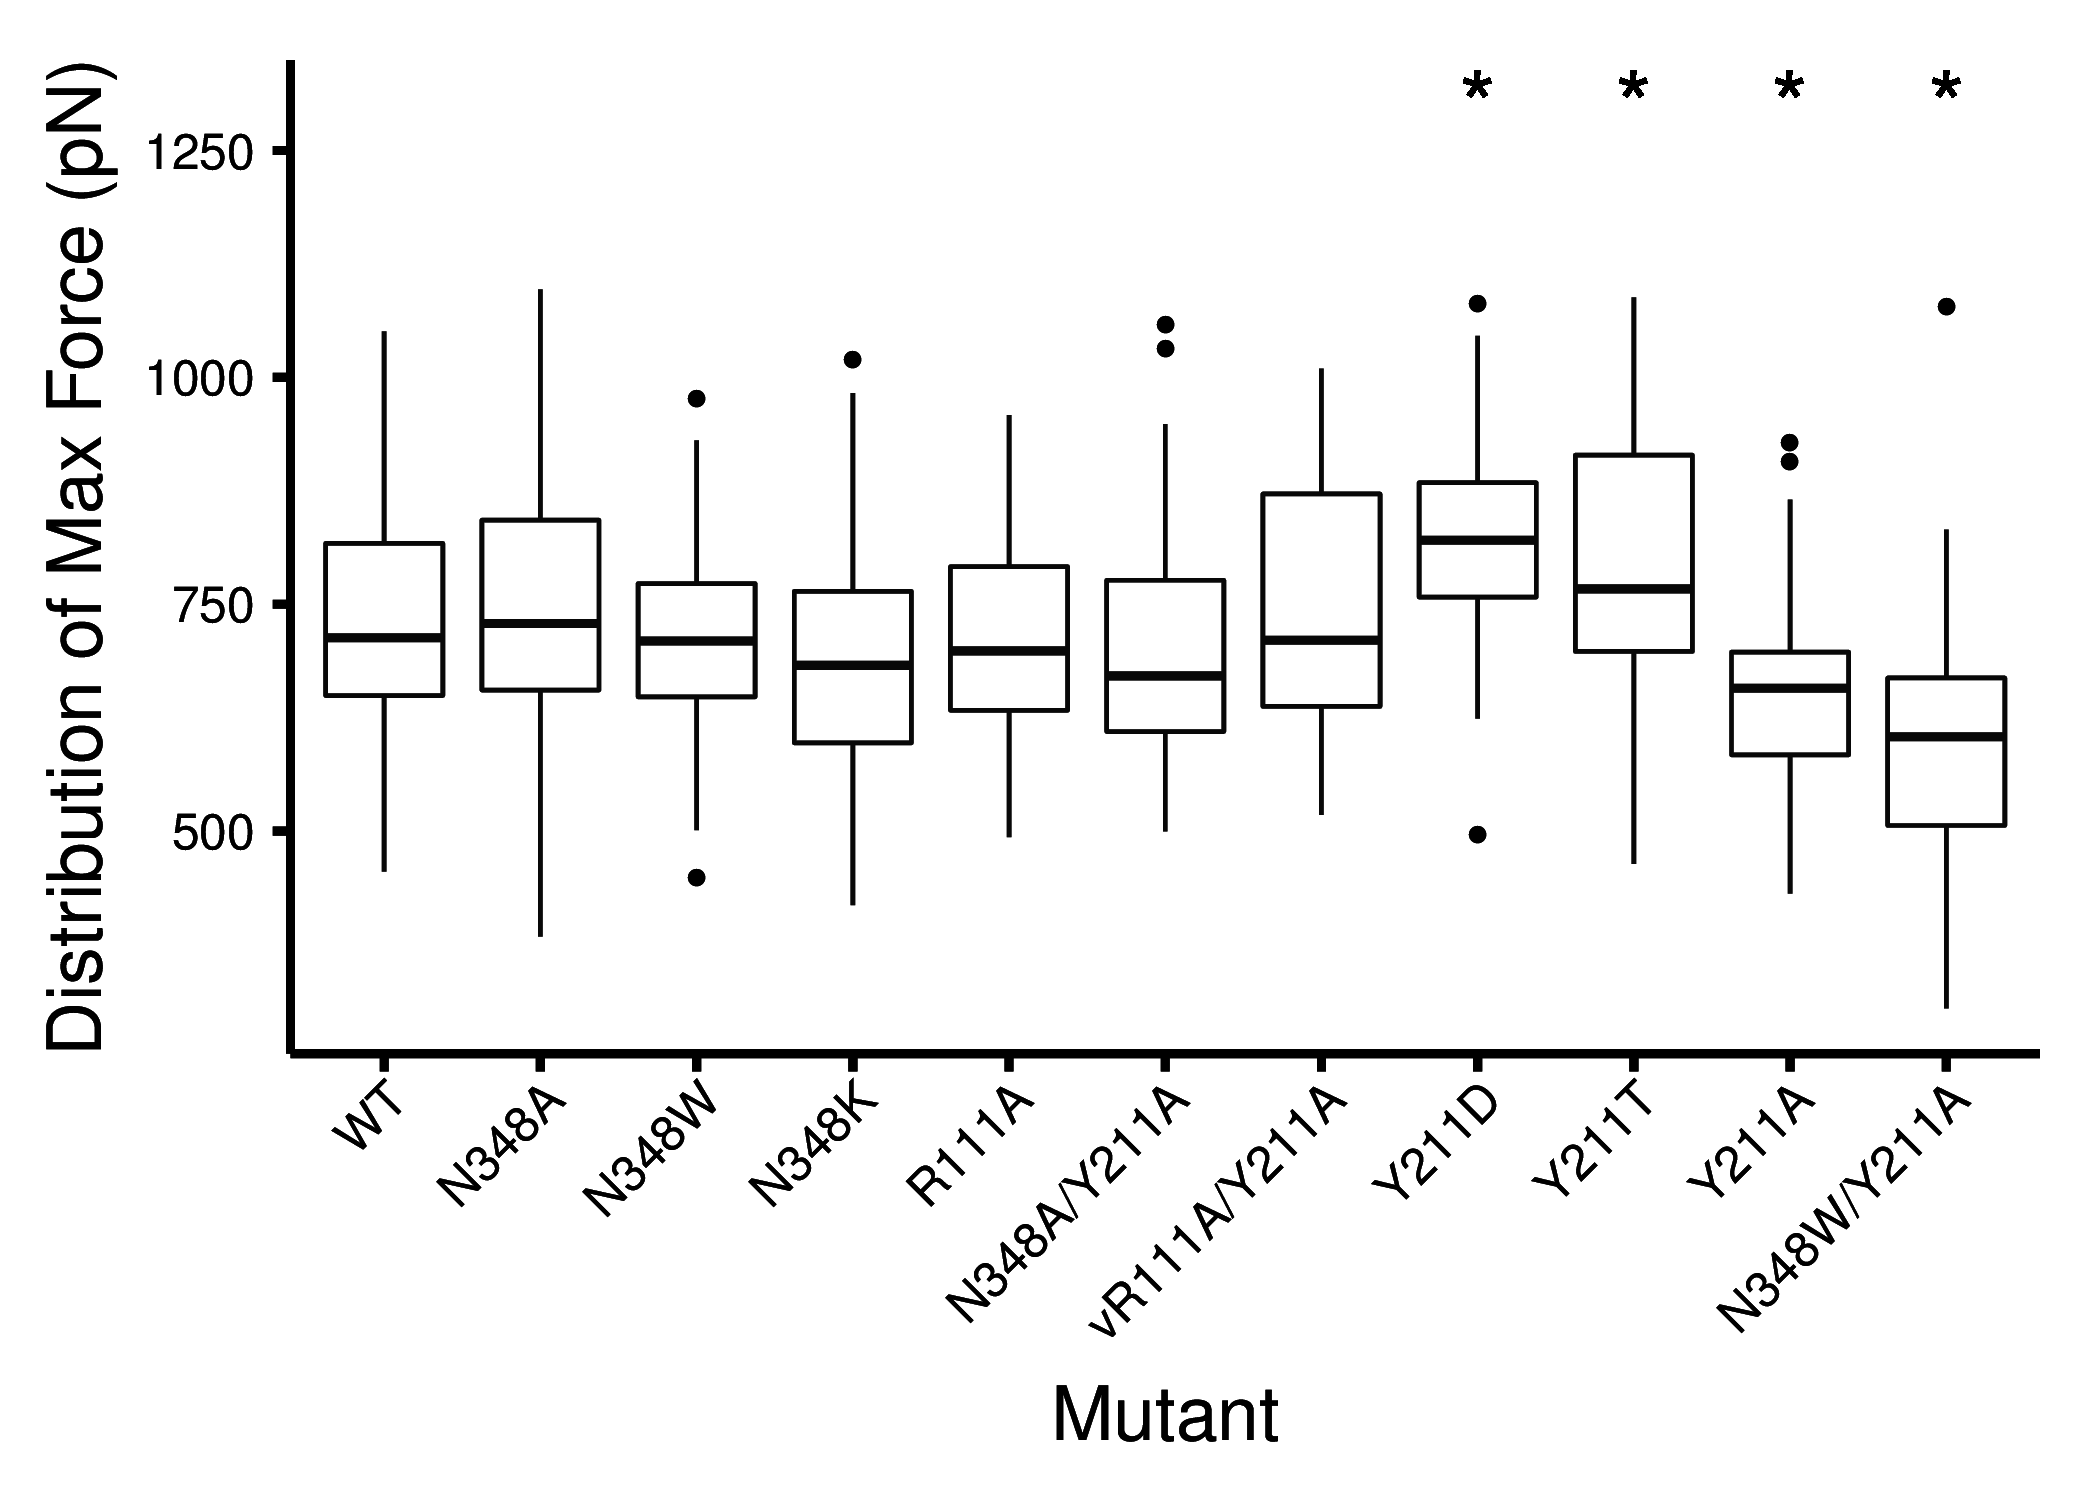 Distribution of Max Force (pN)
* * * *
1250
1000
750
500
WT
N348A
N348W
N348K
R111A
N348A/Y211A
vR111A/Y211A
Y211D
Y211T
Y211A
N348W/Y211A
Mutant